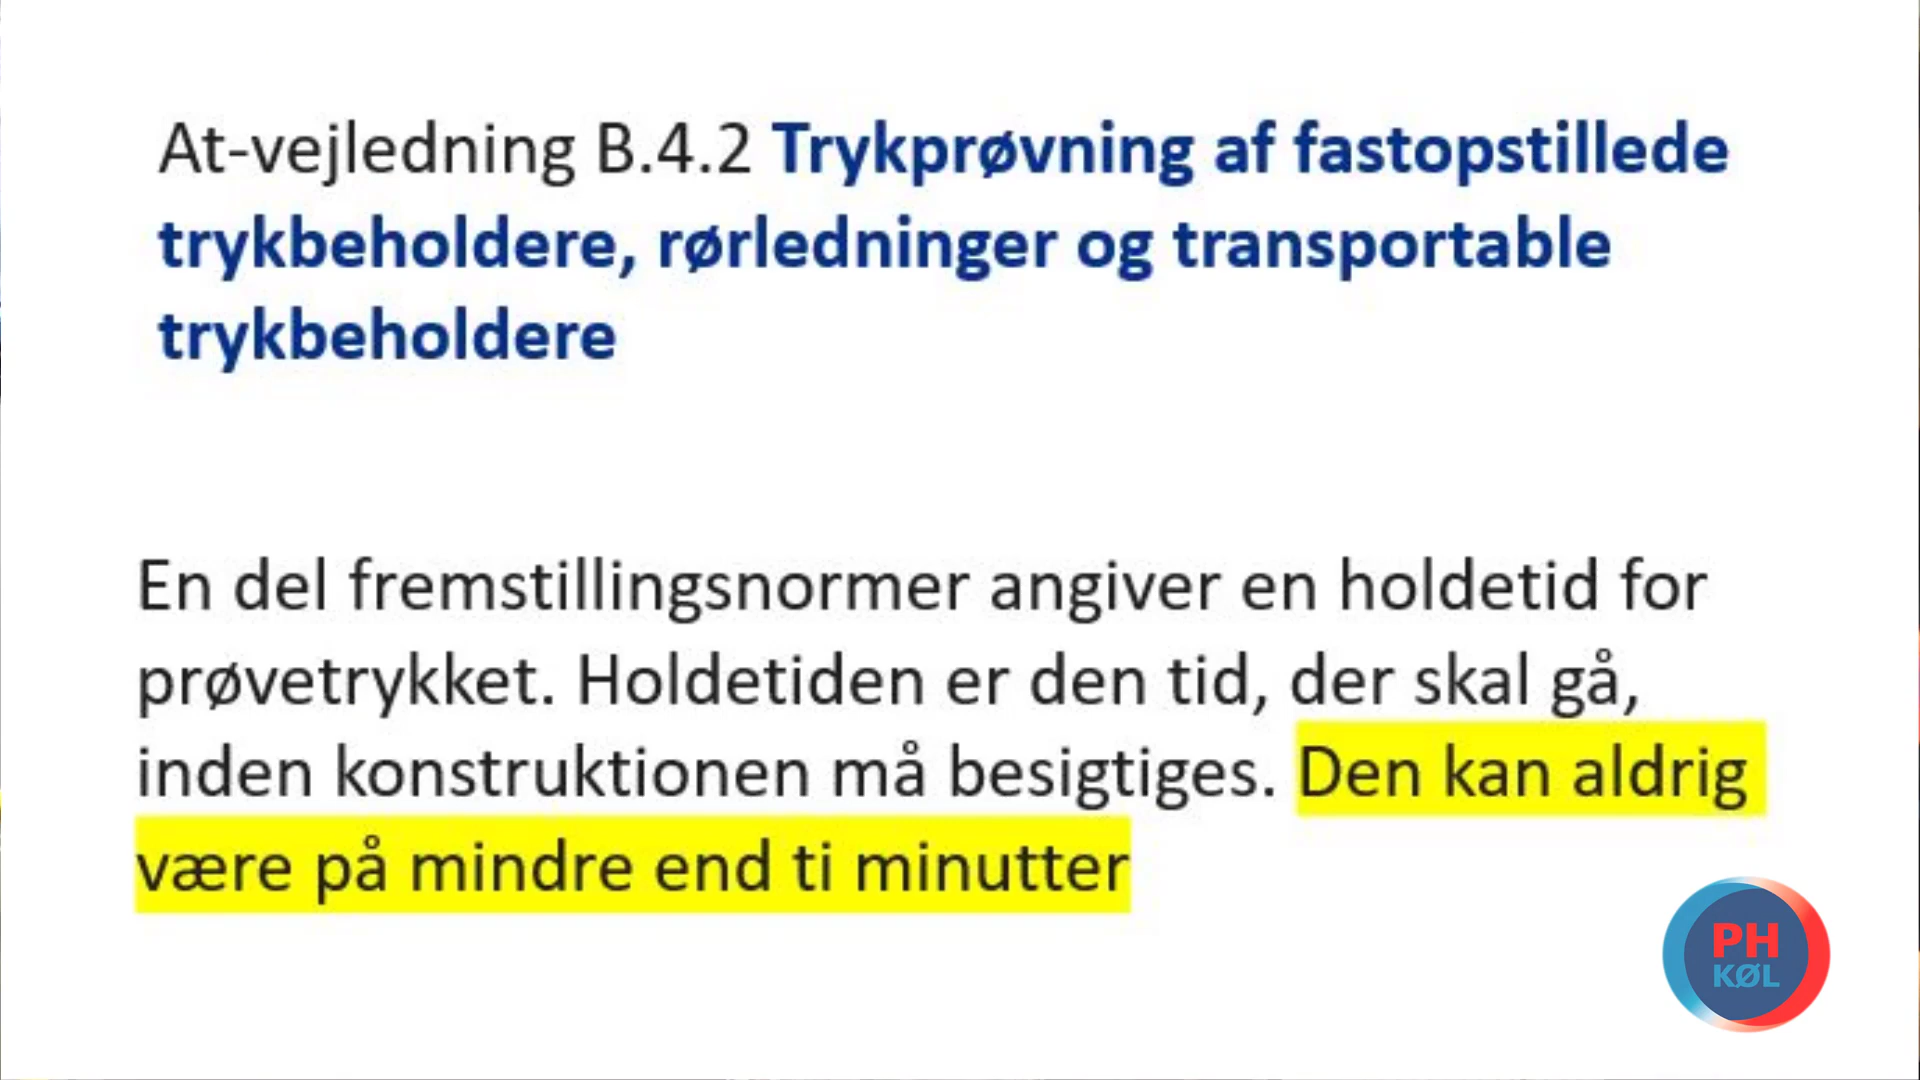 At-vejledning B.4.2 Trykprøvning af fastopstillede
trykbeholdere, rørledninger og transportable
trykbeholdere
En del fremstillingsnormer angiver en holdetid for
prøvetrykket. Holdetiden er den tid, der skal gå,
inden konstruktionen må besigtiges. Den kan aldrig
være på mindre end ti minutter
PH
KØL